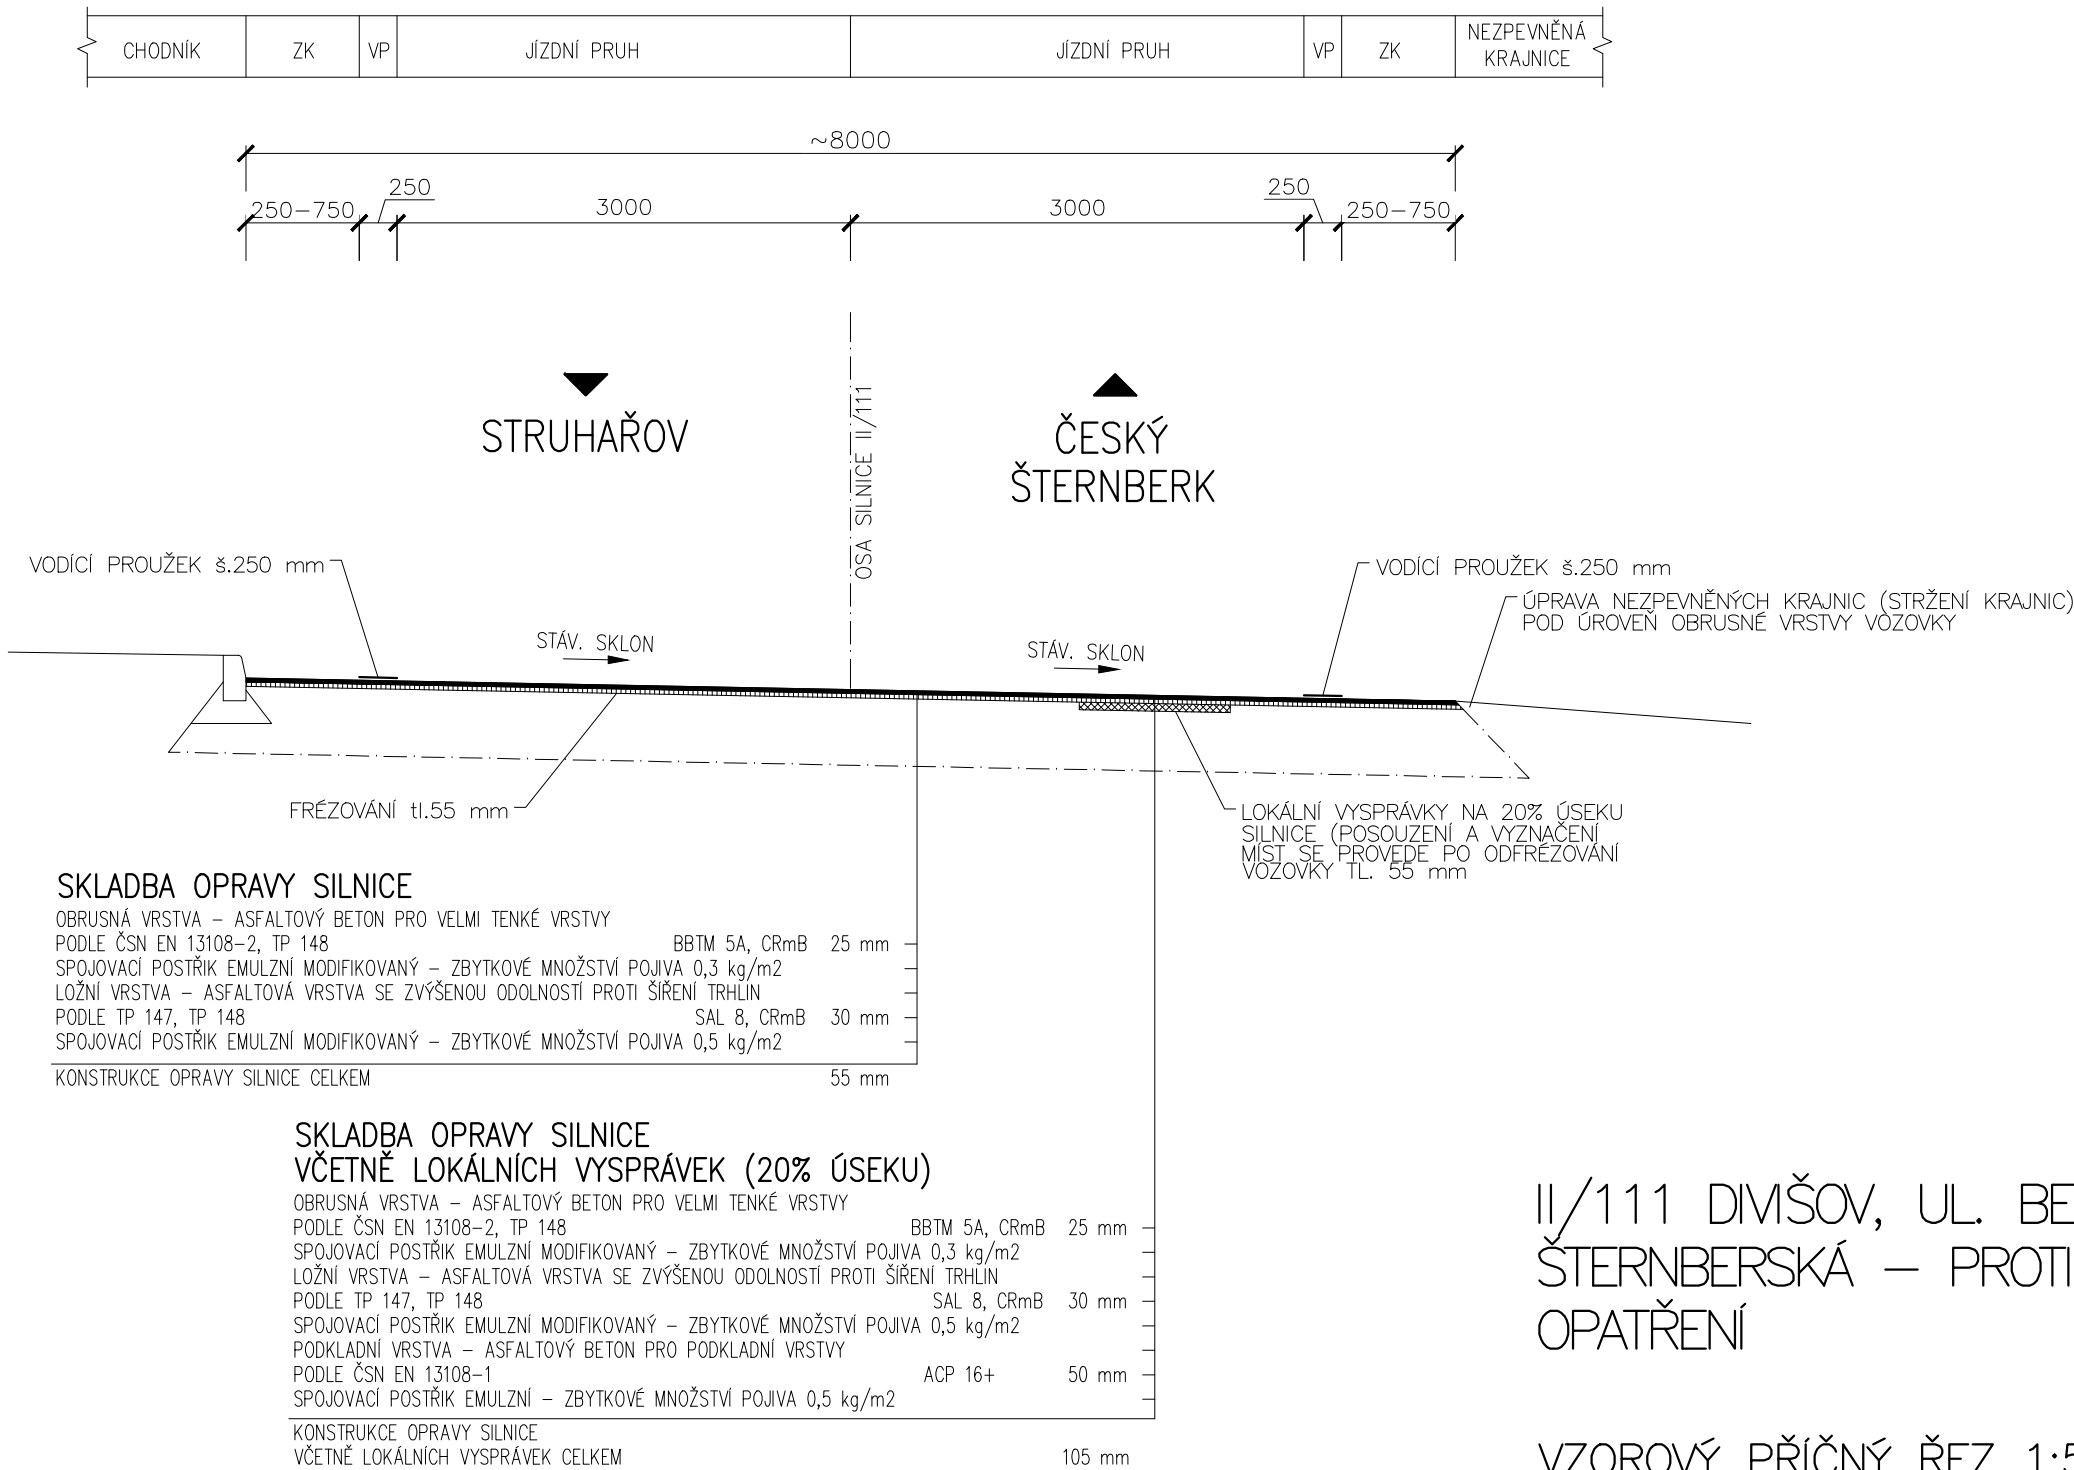 CHODNÍK ZK VP JÍZDNÍ PRUH JÍZDNÍ PRUH VP ZK NEZPEVNĚNÁ
KRAJNICE
~8000
250-750 250 3000 3000 250 250-750
OSA SILNICE II/111
STRUHAŘOV
ČESKÝ
ŠTERNBERK
VODÍCÍ PROUŽEK š.250 mm
VODÍCÍ PROUŽEK š.250 mm
ÚPRAVA NEZPEVNĚNÝCH KRAJNIC (STRŽENÍ KRAJNIC)
POD ÚROVEŇ OBRUSNÉ VRSTVY VOZOVKY
STÁV. SKLON
STÁV. SKLON
FRÉZOVÁNÍ tl.55 mm
LOKÁLNÍ VYSPRÁVKY NA 20% ÚSEKU
SILNICE (POSOUZENÍ A VYZNAČENÍ
MÍST SE PROVEDE PO ODFRÉZOVÁNÍ
VOZOVKY TL. 55 mm
SKLADBA OPRAVY SILNICE
OBRUSNÁ VRSTVA – ASFALTOVÝ BETON PRO VELMI TENKÉ VRSTVY
PODLE ČSN EN 13108-2, TP 148 BBTM 5A, CRmB 25 mm
SPOJOVACÍ POSTŘIK EMULZNÍ MODIFIKOVANÝ – ZBYTKOVÉ MNOŽSTVÍ POJIVA 0,3 kg/m2
LOŽNÍ VRSTVA – ASFALTOVÁ VRSTVA SE ZVÝŠENOU ODOLNOSTÍ PROTI ŠÍŘENÍ TRHLIN
PODLE TP 147, TP 148 SAL 8, CRmB 30 mm
SPOJOVACÍ POSTŘIK EMULZNÍ MODIFIKOVANÝ – ZBYTKOVÉ MNOŽSTVÍ POJIVA 0,5 kg/m2
KONSTRUKCE OPRAVY SILNICE CELKEM 55 mm
SKLADBA OPRAVY SILNICE
VČETNĚ LOKÁLNÍCH VYSPRÁVEK (20% ÚSEKU)
OBRUSNÁ VRSTVA – ASFALTOVÝ BETON PRO VELMI TENKÉ VRSTVY
PODLE ČSN EN 13108-2, TP 148 BBTM 5A, CRmB 25 mm
SPOJOVACÍ POSTŘIK EMULZNÍ MODIFIKOVANÝ – ZBYTKOVÉ MNOŽSTVÍ POJIVA 0,3 kg/m2
LOŽNÍ VRSTVA – ASFALTOVÁ VRSTVA SE ZVÝŠENOU ODOLNOSTÍ PROTI ŠÍŘENÍ TRHLIN
PODLE TP 147, TP 148 SAL 8, CRmB 30 mm
SPOJOVACÍ POSTŘIK EMULZNÍ MODIFIKOVANÝ – ZBYTKOVÉ MNOŽSTVÍ POJIVA 0,5 kg/m2
PODKLADNÍ VRSTVA – ASFALTOVÝ BETON PRO PODKLADNÍ VRSTVY
PODLE ČSN EN 13108-1 ACP 16+ 50 mm
SPOJOVACÍ POSTŘIK EMULZNÍ – ZBYTKOVÉ MNOŽSTVÍ POJIVA 0,5 kg/m2
KONSTRUKCE OPRAVY SILNICE
VČETNĚ LOKÁLNÍCH VYSPRÁVEK CELKEM 105 mm
II/111 DIVIŠOV, UL. BE
ŠTERNBERSKÁ – PROTI
OPATŘENÍ
VZOROVÝ PŘÍČNÝ ŘEZ 1:5